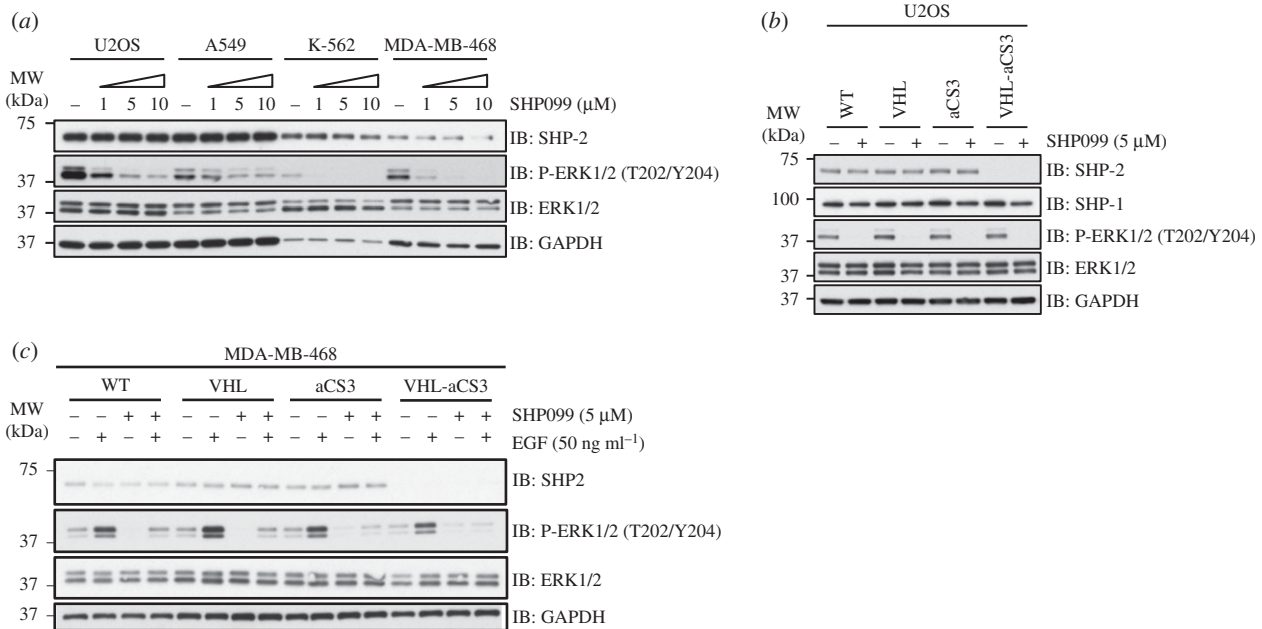 (a)
U2OS A549 K-562 MDA-MB-468
MW
(kDa)
– 1 5 10 – 1 5 10 – 1 5 10 – 1 5 10 SHP099 (µM)
75
IB: SHP-2
37 IB: P-ERK1/2 (T202/Y204)
37 IB: ERK1/2
37 IB: GAPDH
(b)
U2OS
WT VHL aCS3 VHL-aCS3
MW
(kDa)
– + – + – + – + SHP099 (5 µM)
75
IB: SHP-2
100 IB: SHP-1
37 IB: P-ERK1/2 (T202/Y204)
37 IB: ERK1/2
37 IB: GAPDH
(c)
MDA-MB-468
WT VHL aCS3 VHL-aCS3
MW
(kDa)
– – + + – – + + – – + + – – + + SHP099 (5 µM)
– + – + – + – + – + – + – + – + EGF (50 ng ml⁻¹)
75
IB: SHP2
37 IB: P-ERK1/2 (T202/Y204)
37 IB: ERK1/2
37 IB: GAPDH